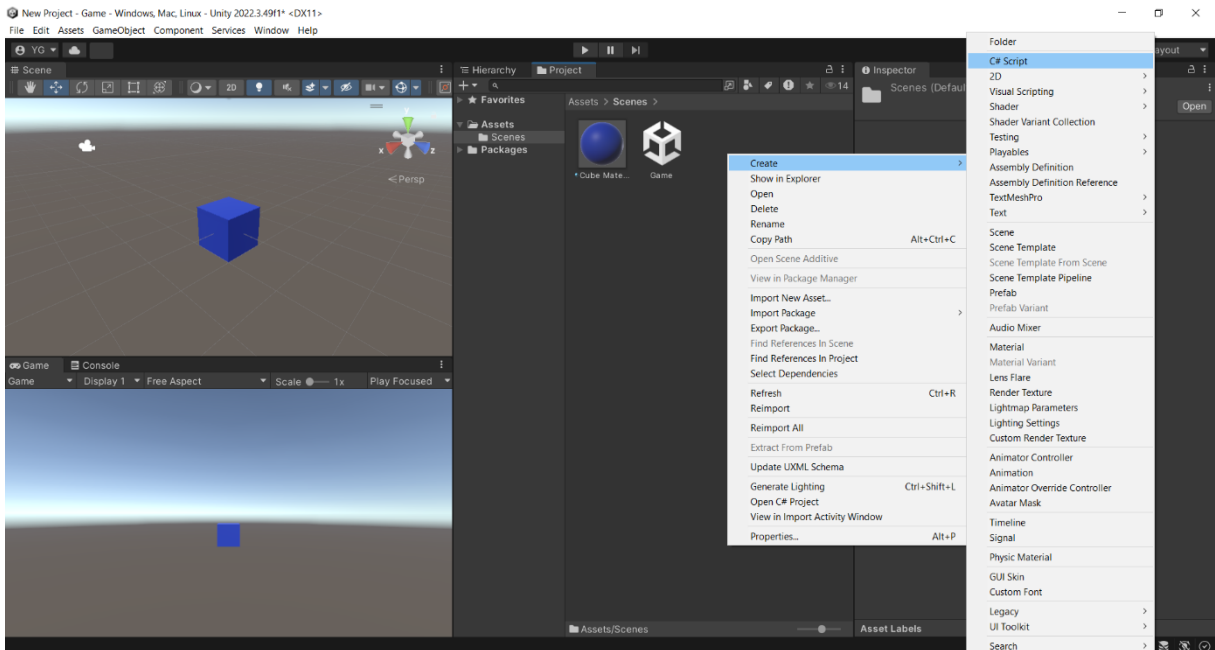 New Project - Game - Windows, Mac, Linux - Unity 2022.3.49f1* <DX11>
File Edit Assets GameObject Component Services Window Help
YG
ayout
Scene
2D
y
x
z
Persp
Game
Console
Game Display 1 Free Aspect Scale 1x Play Focused
Hierarchy
Project
14
Favorites
Assets
Scenes
Packages
Assets > Scenes >
Cube Mate...
Game
Assets/Scenes
Inspector
Scenes (Defaul
Open
Asset Labels
Create
Show in Explorer
Open
Delete
Rename
Copy Path Alt+Ctrl+C
Open Scene Additive
View in Package Manager
Import New Asset...
Import Package
Export Package...
Find References In Scene
Find References In Project
Select Dependencies
Refresh Ctrl+R
Reimport
Reimport All
Extract From Prefab
Update UXML Schema
Generate Lighting Ctrl+Shift+L
Open C# Project
View in Import Activity Window
Properties... Alt+P
Folder
C# Script
2D
Visual Scripting
Shader
Shader Variant Collection
Testing
Playables
Assembly Definition
Assembly Definition Reference
TextMeshPro
Text
Scene
Scene Template
Scene Template From Scene
Scene Template Pipeline
Prefab
Prefab Variant
Audio Mixer
Material
Material Variant
Lens Flare
Render Texture
Lightmap Parameters
Lighting Settings
Custom Render Texture
Animator Controller
Animation
Animator Override Controller
Avatar Mask
Timeline
Signal
Physic Material
GUI Skin
Custom Font
Legacy
UI Toolkit
Search